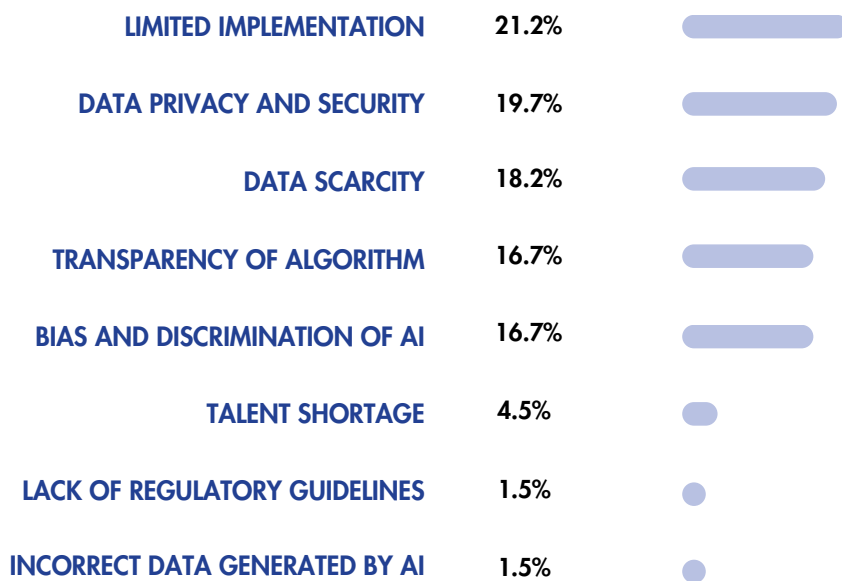 LIMITED IMPLEMENTATION 21.2%
DATA PRIVACY AND SECURITY 19.7%
DATA SCARCITY 18.2%
TRANSPARENCY OF ALGORITHM 16.7%
BIAS AND DISCRIMINATION OF AI 16.7%
TALENT SHORTAGE 4.5%
LACK OF REGULATORY GUIDELINES 1.5%
INCORRECT DATA GENERATED BY AI 1.5%